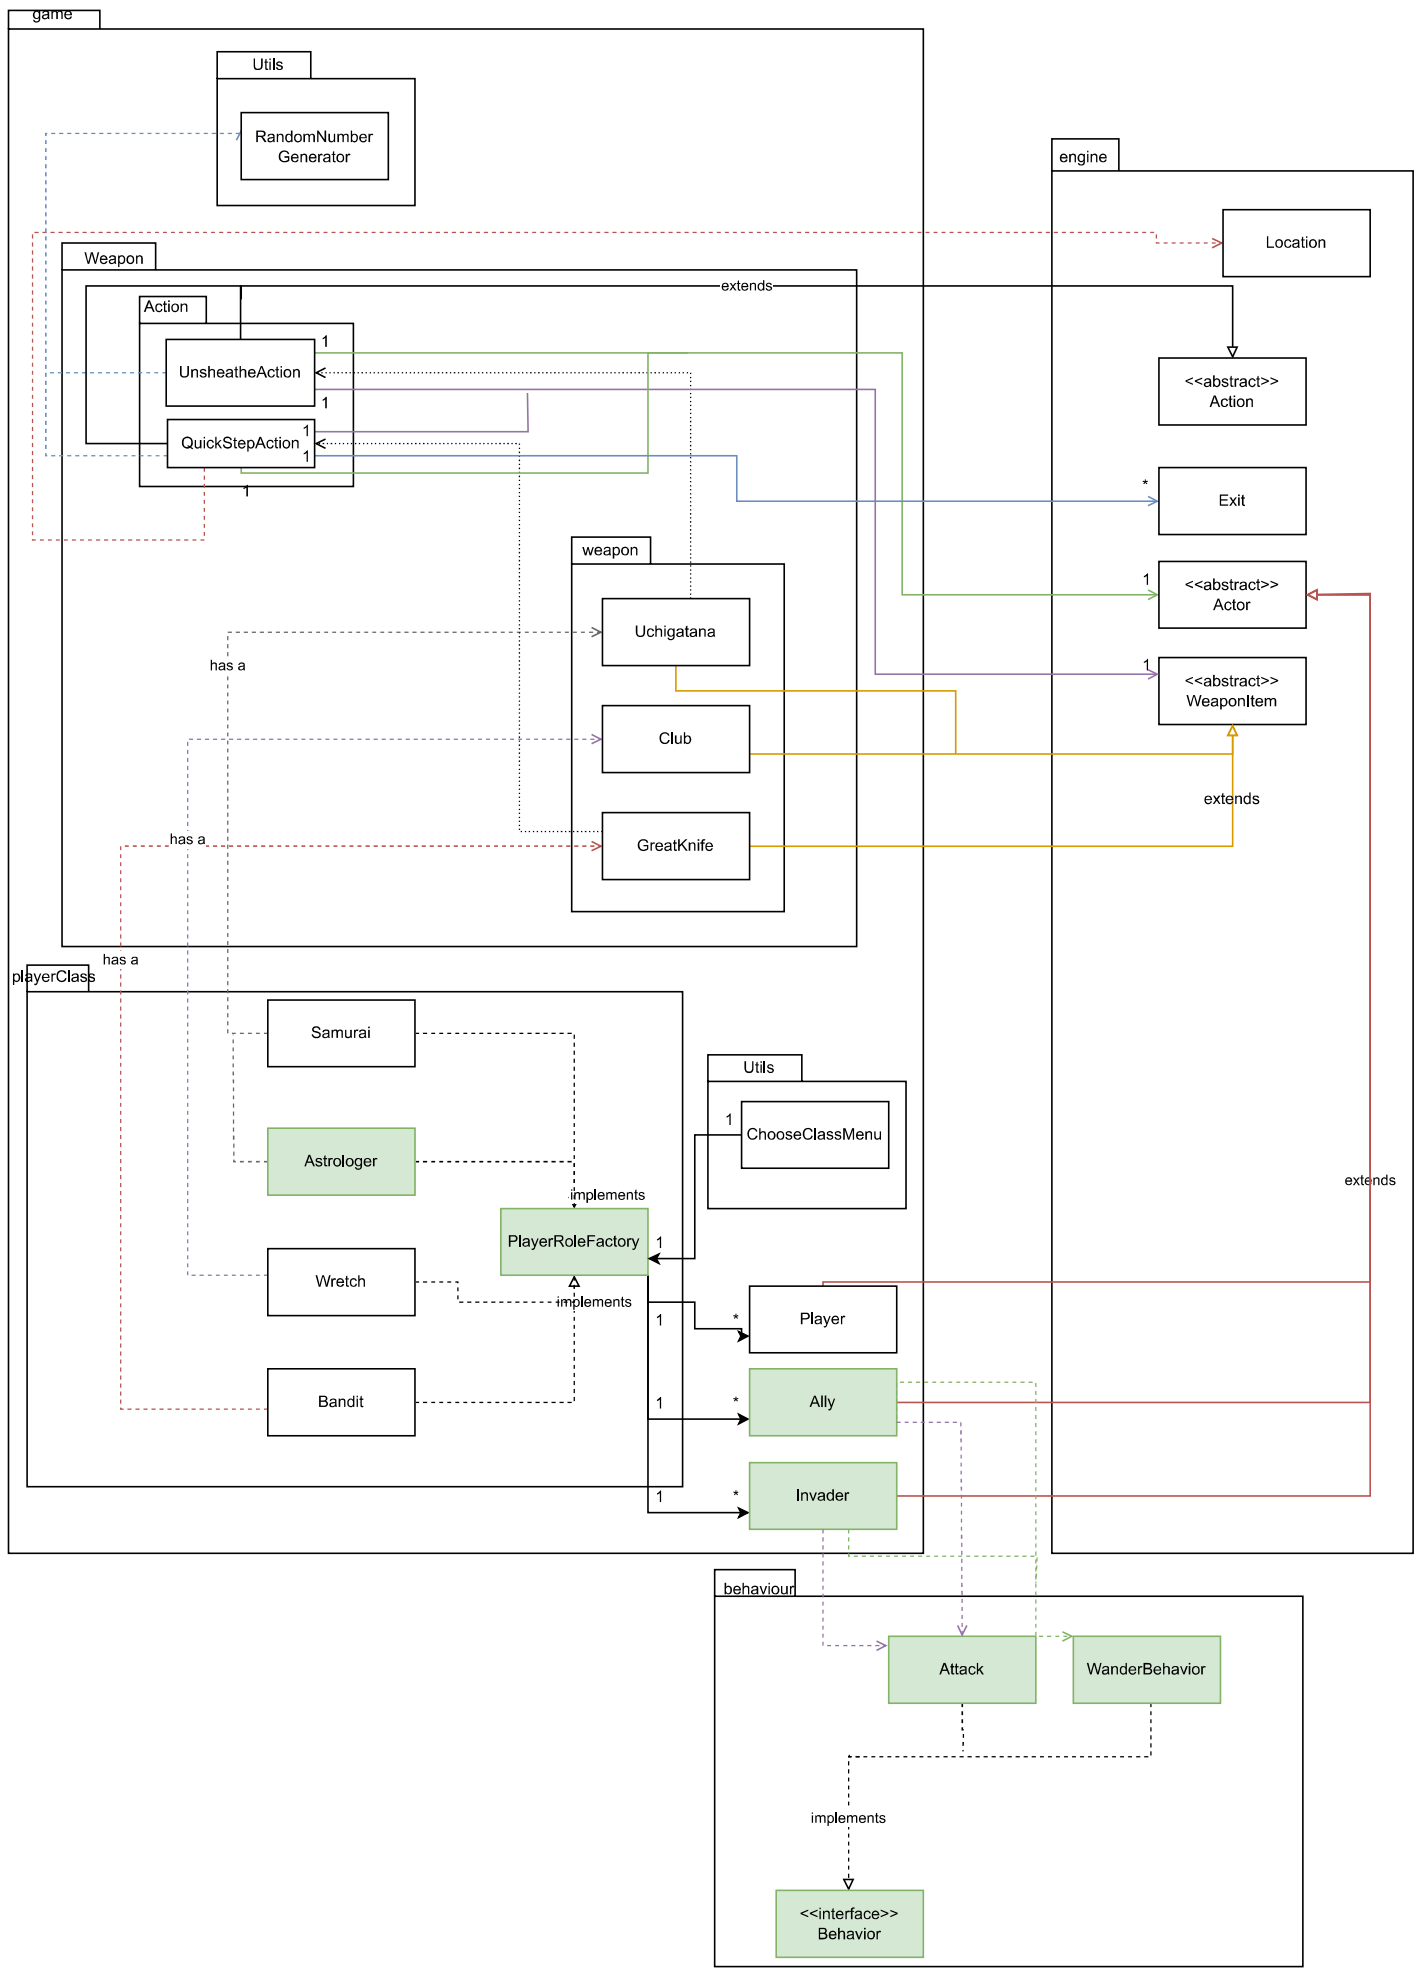 game
Utils
RandomNumber
Generator
engine
Location
Weapon
extends
Action
1
UnsheatheAction
<<abstract>>
Action
1
1
QuickStepAction
1
*
1
Exit
weapon
1
<<abstract>>
Actor
Uchigatana
has a
1
<<abstract>>
WeaponItem
Club
extends
has a
GreatKnife
has a
playerClass
Samurai
Utils
1
ChooseClassMenu
Astrologer
extends
implements
PlayerRoleFactory
1
Wretch
implements
1
*
Player
Bandit
1
*
Ally
1
*
Invader
behaviour
Attack
WanderBehavior
implements
<<interface>>
Behavior